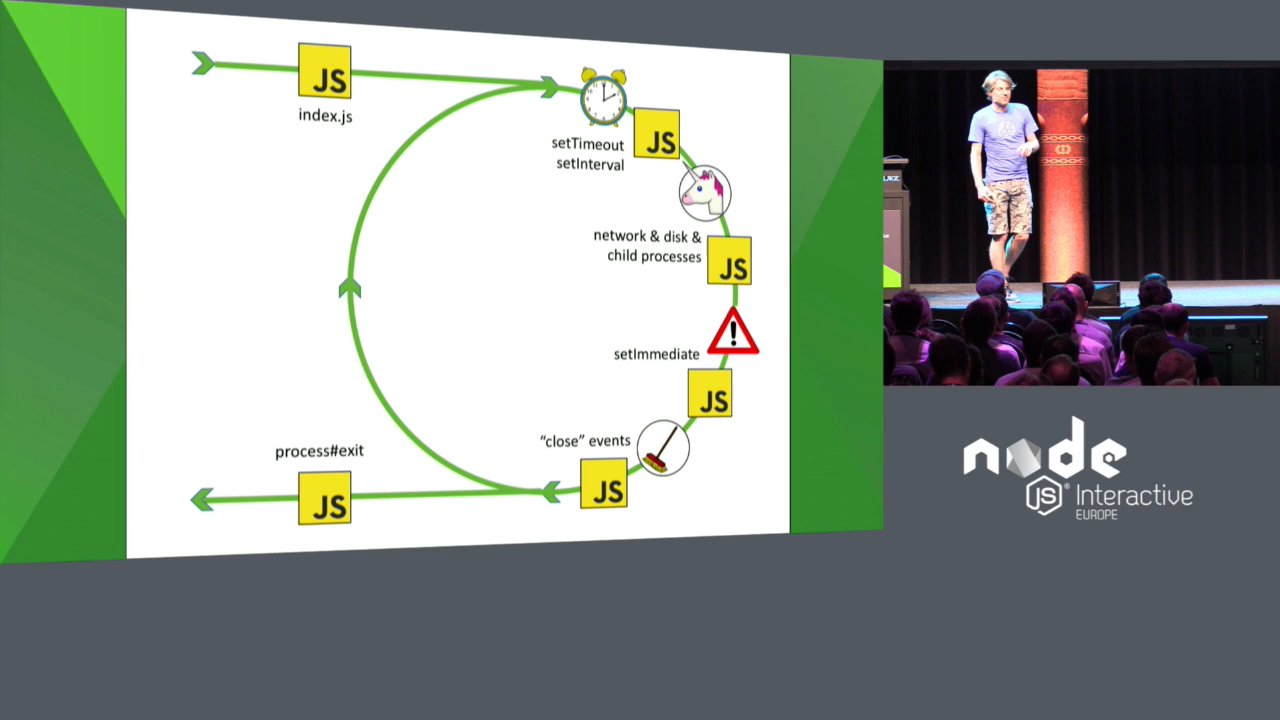 JS
index.js
setTimeout
setInterval
JS
network & disk &
child processes
JS
setImmediate
JS
“close” events
JS
process#exit
JS
node
JS® Interactive
EUROPE